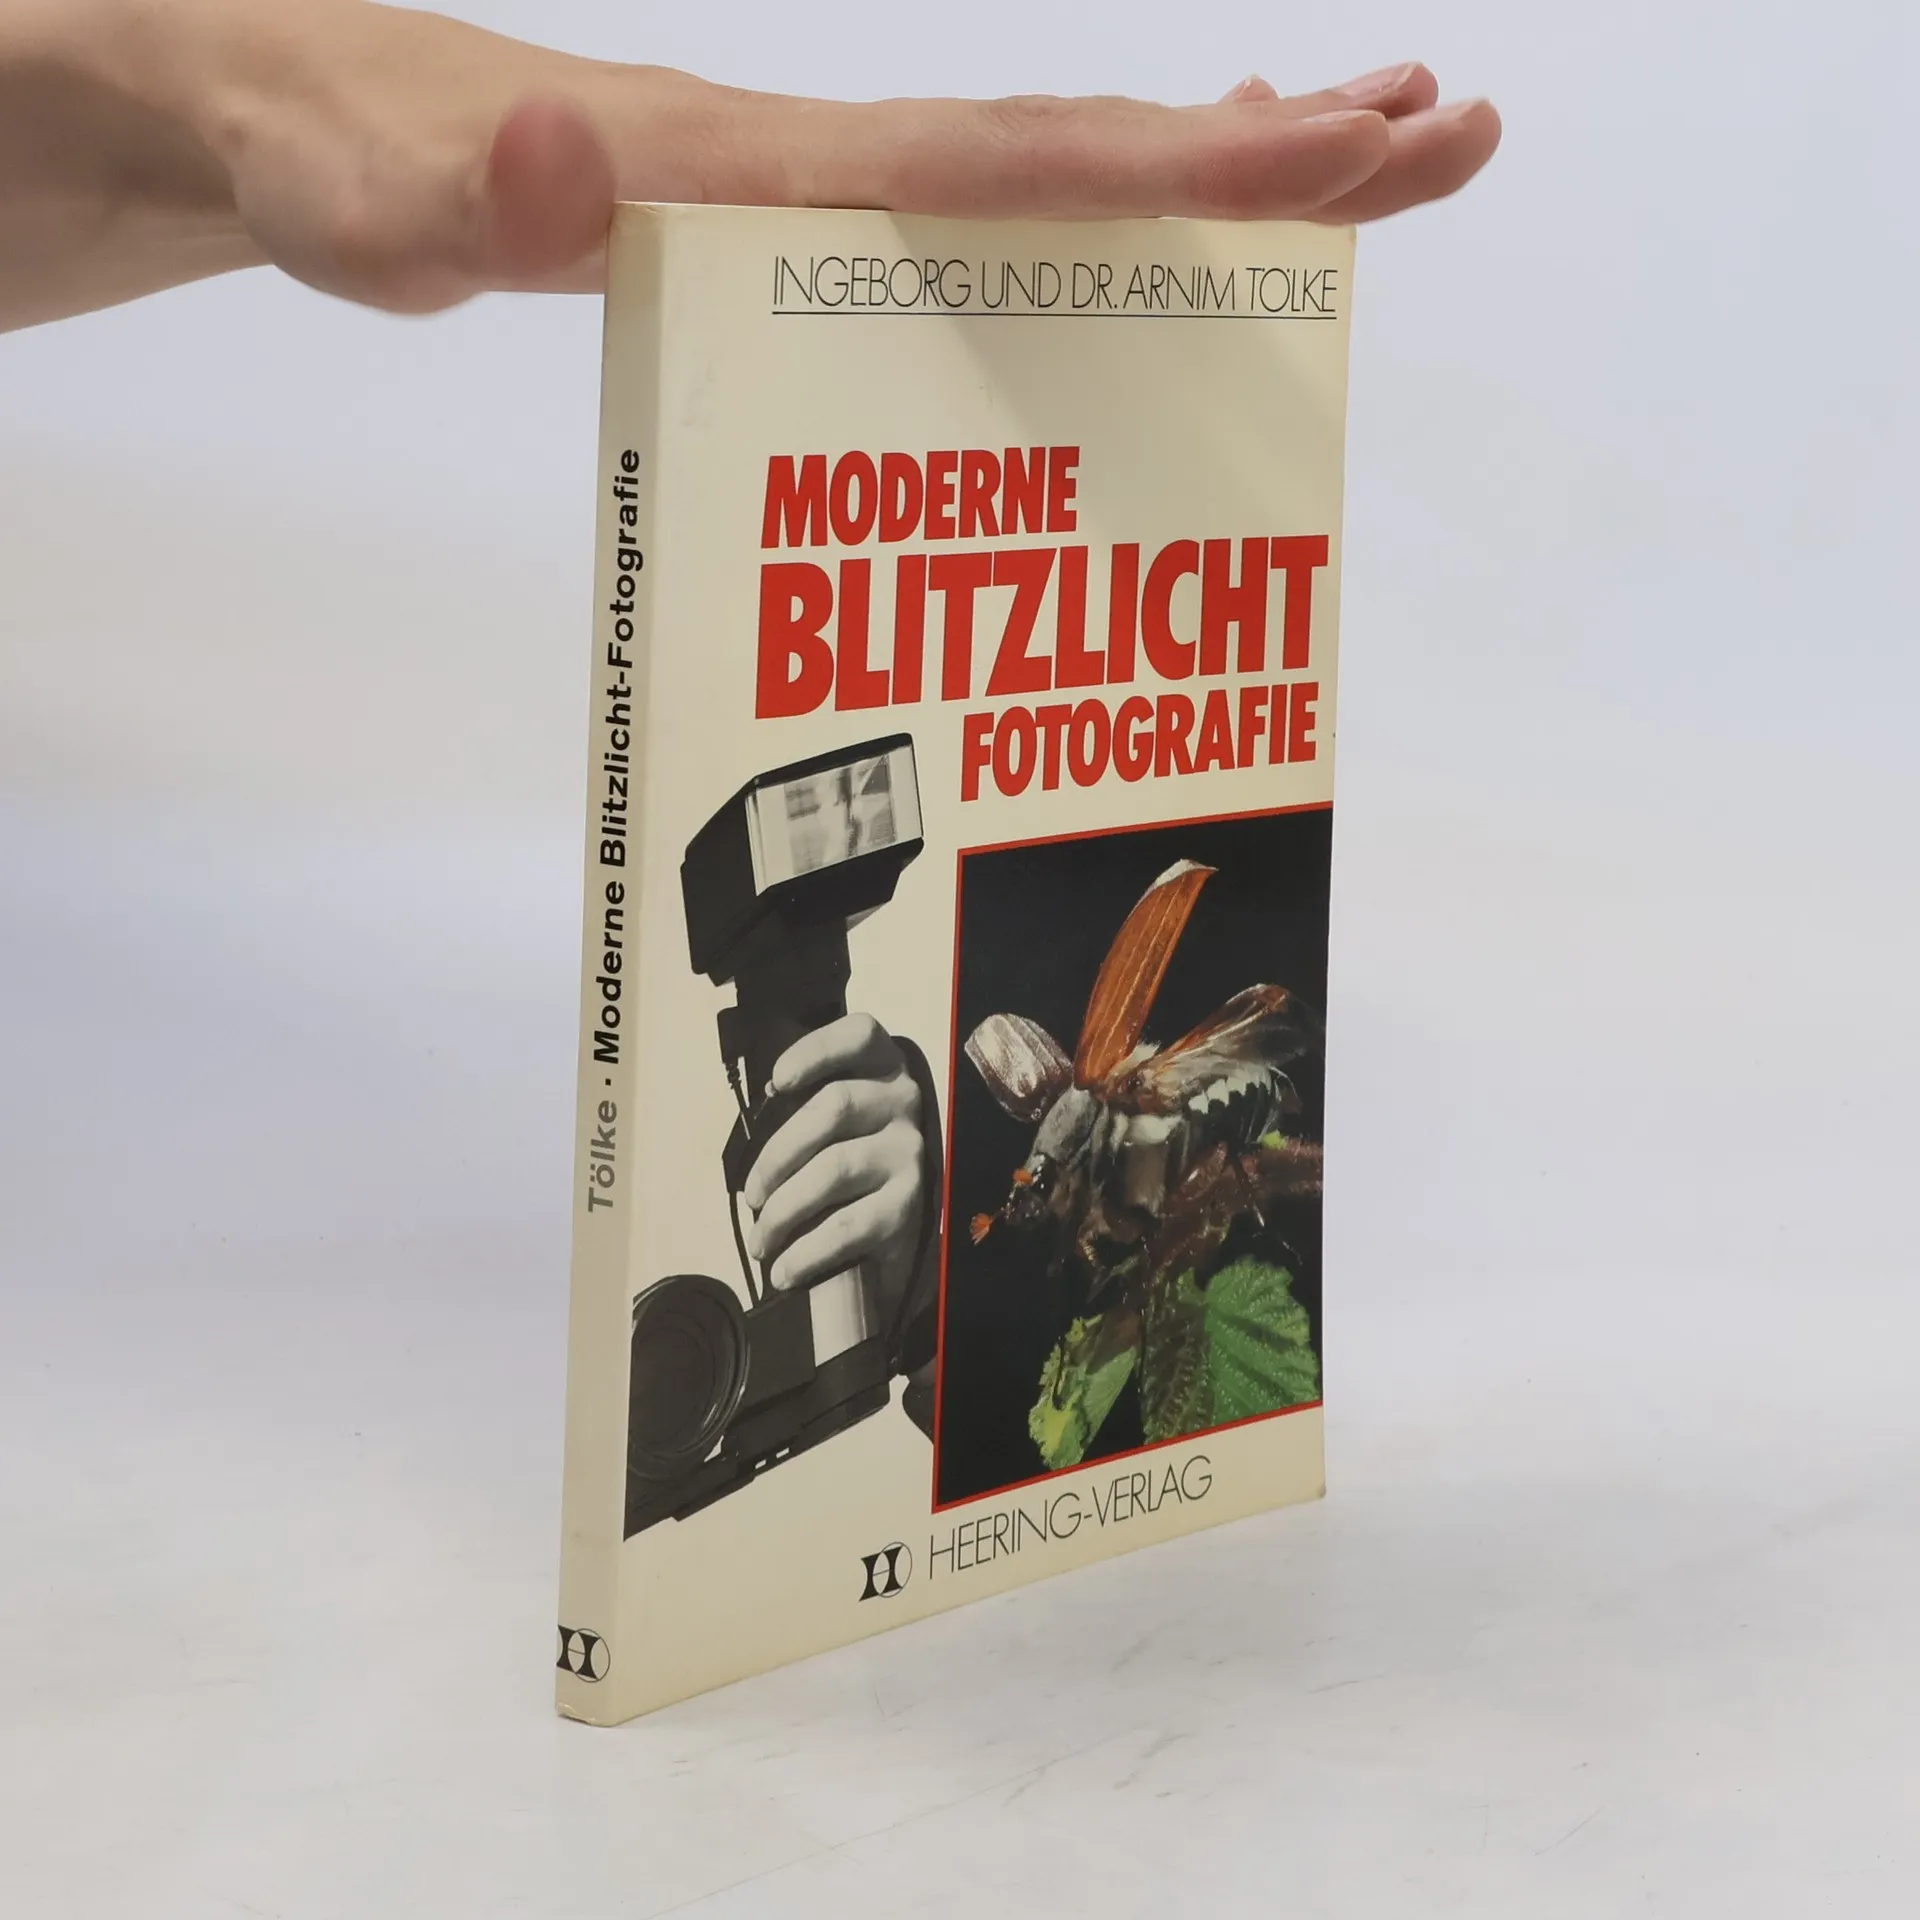 INGEBORG UND DR. ARNIM TÖLKE
MODERNE
BLITZLICHT
FOTOGRAFIE
H HEERING-VERLAG
Tölke · Moderne Blitzlicht-Fotografie
H